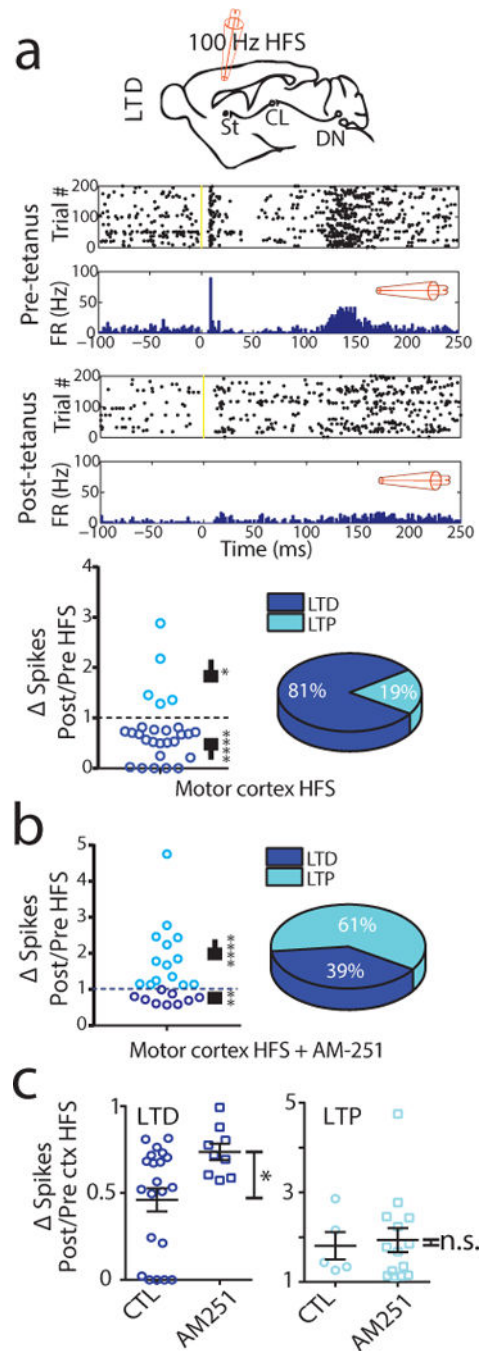 a
100 Hz HFS
LTD
St
CL
DN
Pre-tetanus
Trial #
200
100
0
FR (Hz)
100
50
0
-100 -50 0 50 100 150 200 250
Post-tetanus
Trial #
200
100
0
FR (Hz)
100
50
0
-100 -50 0 50 100 150 200 250
Time (ms)
Δ Spikes
Post/Pre HFS
4
3
2
1
0
*
****
LTD
LTP
81%
19%
Motor cortex HFS
b
Δ Spikes
Post/Pre HFS
5
4
3
2
1
0
****
**
LTD
LTP
61%
39%
Motor cortex HFS + AM-251
c
Δ Spikes
Post/Pre ctx HFS
LTD
1
0.5
0
*
CTL
AM251
LTP
5
2
1
n.s.
CTL
AM251